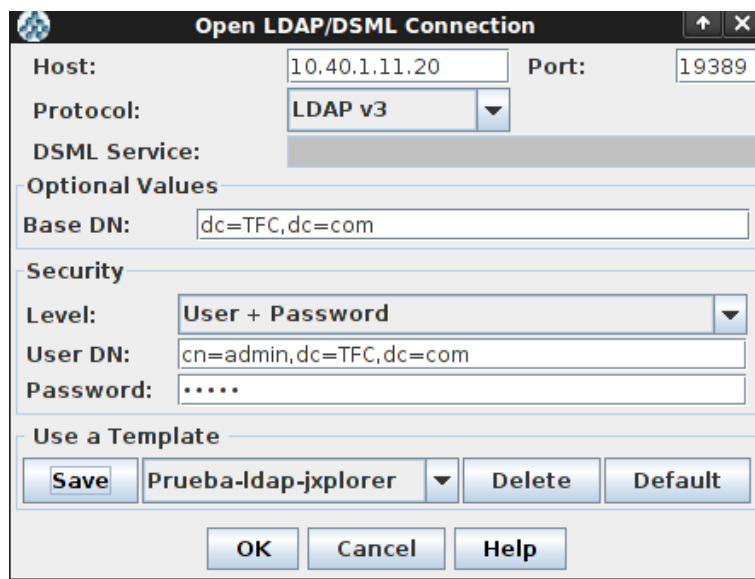 Open LDAP/DSML Connection
Host: 10.40.1.11.20 Port: 19389
Protocol: LDAP v3
DSML Service:
Optional Values
Base DN: dc=TFC,dc=com
Security
Level: User + Password
User DN: cn=admin,dc=TFC,dc=com
Password: •••••
Use a Template
Save Prueba-ldap-jxplorer Delete Default
OK Cancel Help